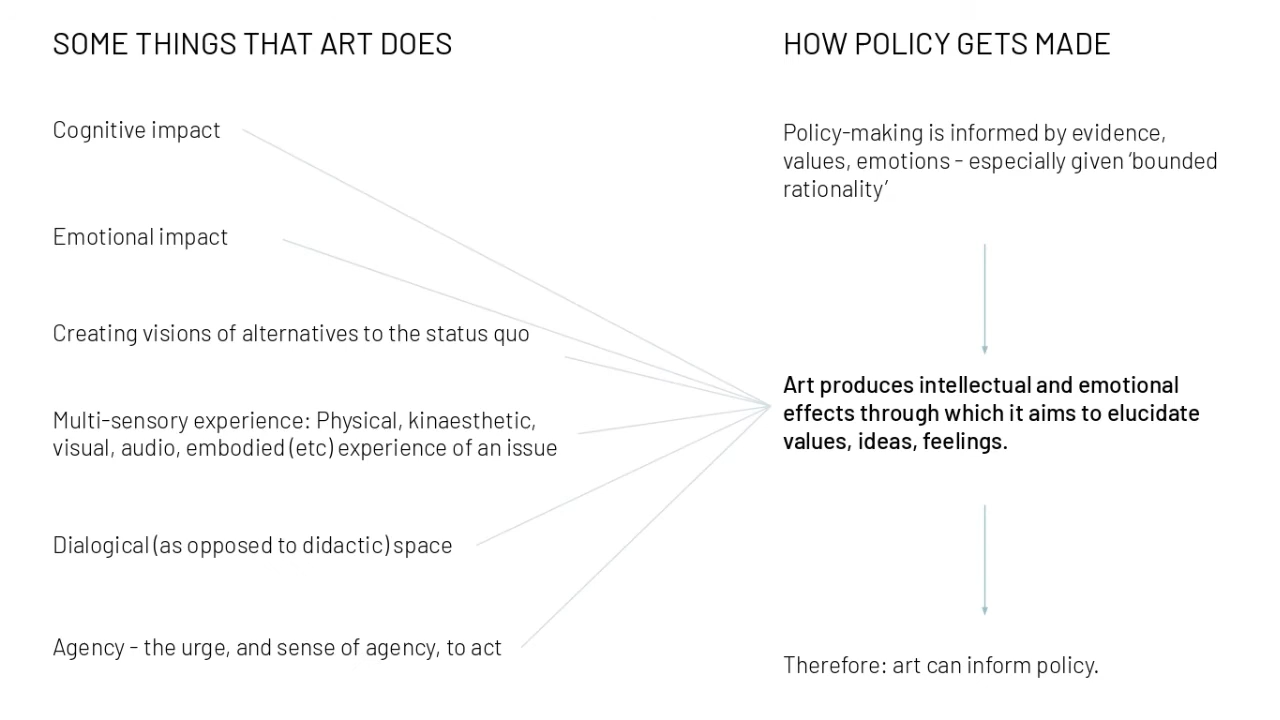 SOME THINGS THAT ART DOES
Cognitive impact
Emotional impact
Creating visions of alternatives to the status quo
Multi-sensory experience: Physical, kinaesthetic,
visual, audio, embodied (etc) experience of an issue
Dialogical (as opposed to didactic) space
Agency - the urge, and sense of agency, to act
HOW POLICY GETS MADE
Policy-making is informed by evidence,
values, emotions - especially given ‘bounded
rationality’
Art produces intellectual and emotional
effects through which it aims to elucidate
values, ideas, feelings.
Therefore: art can inform policy.